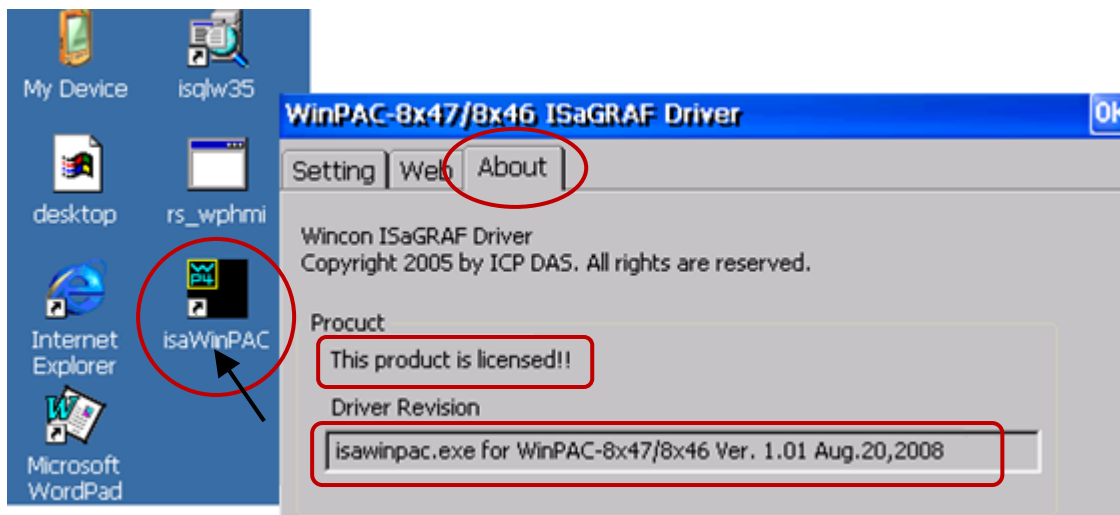 My Device
isqlw35
desktop
rs_wphmi
Internet
Explorer
isaWinPAC
Microsoft
WordPad
WinPAC-8x47/8x46 ISaGRAF Driver
OK
Setting
Web
About
Wincon ISaGRAF Driver
Copyright 2005 by ICP DAS. All rights are reserved.
Procuct
This product is licensed!!
Driver Revision
isawinpac.exe for WinPAC-8x47/8x46 Ver. 1.01 Aug.20,2008